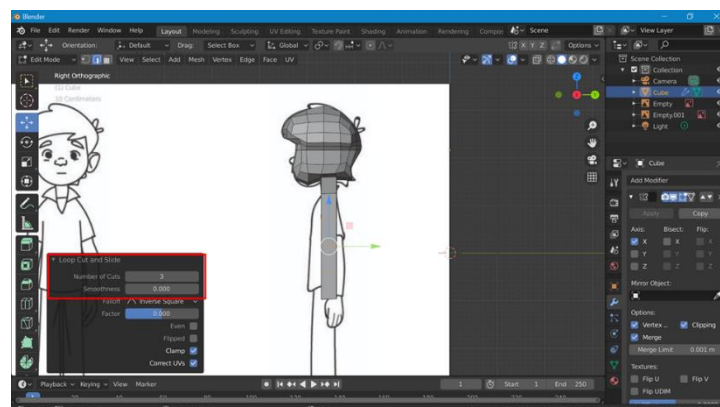 Blender
File Edit Render Window Help Layout Modeling Sculpting UV Editing Texture Paint Shading Animation Rendering Scene View Layer
Orientation: Default Drag: Select Box Global X Y Z Options
Edit Mode View Select Add Mesh Vertex Edge Face UV
Right Orthographic
(1) Cube
10 Centimeters
Scene Collection
Collection
Camera
Cube
Empty
Empty.001
Light
Cube
Add Modifier
Apply Copy
Axis: Bisect: Flip:
X X X
Y Y Y
Z Z Z
Mirror Object:
Options:
Vertex .. Clipping
Merge
Merge Limit 0.001 m
Textures:
Flip U Flip V
Flip UDIM
Loop Cut and Slide
Number of Cuts 3
Smoothness 0.000
Falloff Inverse Square
Factor 0.000
Even
Flipped
Clamp
Correct UVs
Playback Keying View Marker 1 Start 1 End 250